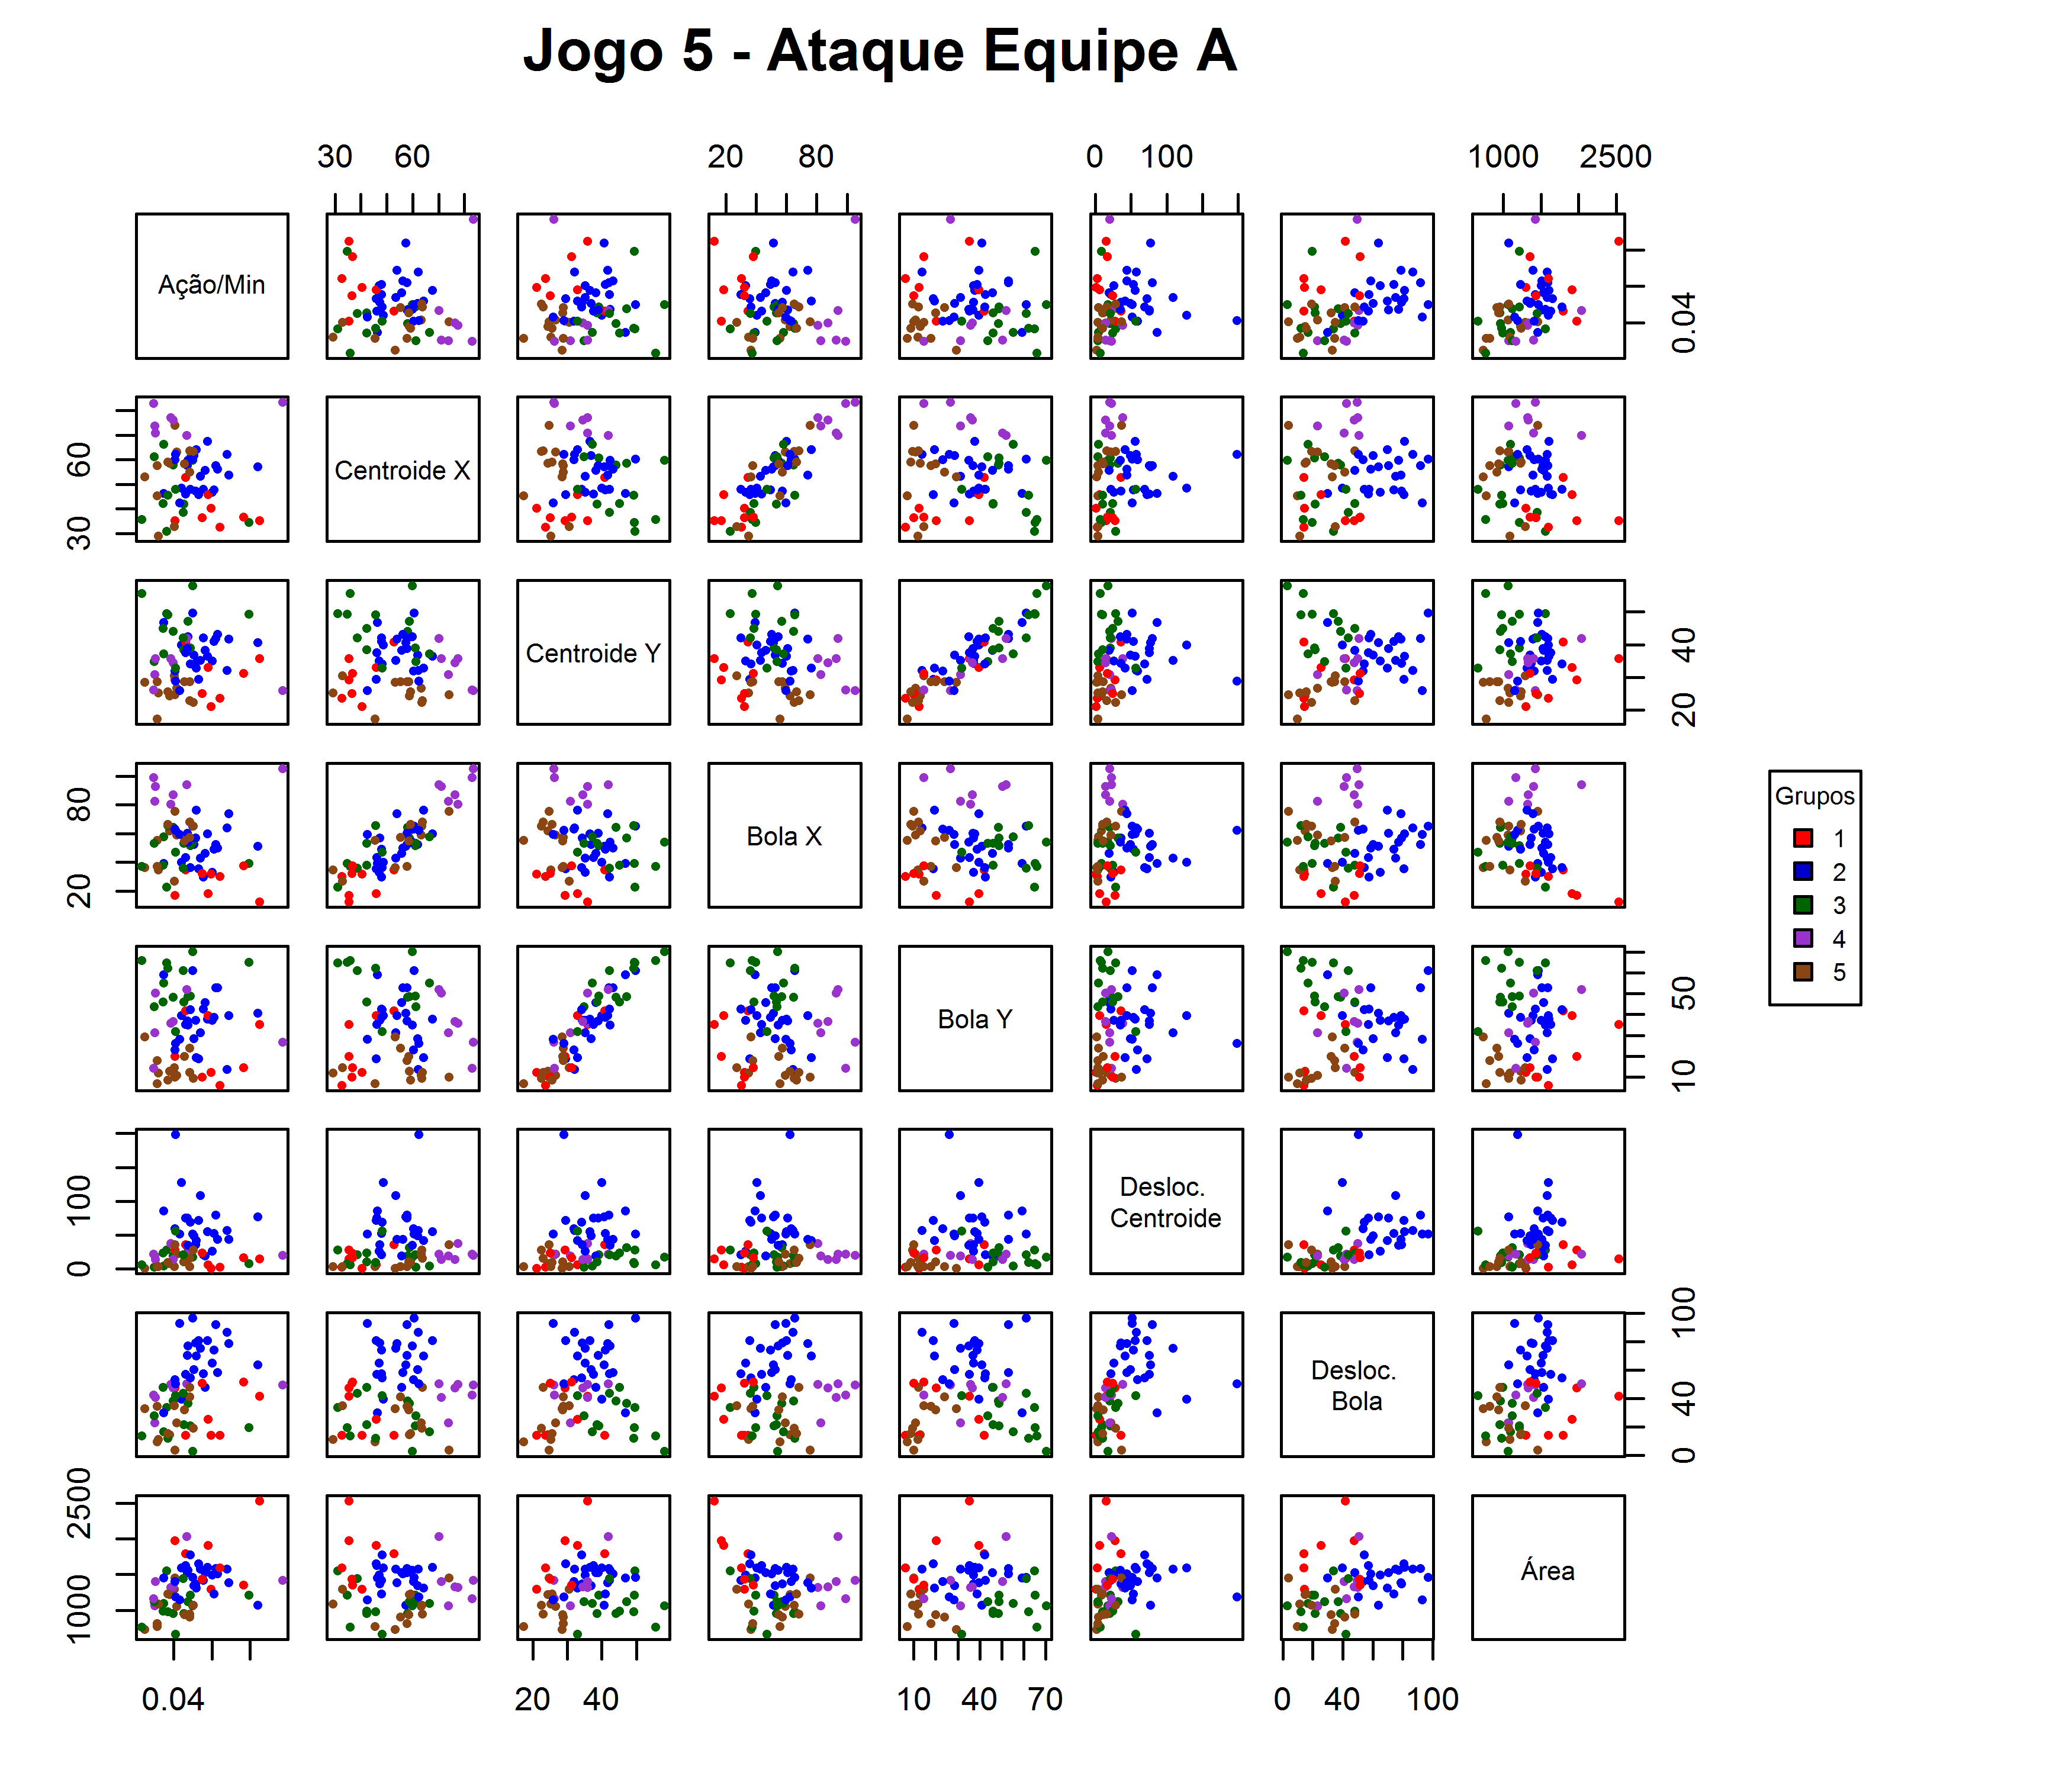 Jogo 5 - Ataque Equipe A
30 60 20 80 0 100 1000 2500
Ação/Min
0.04
Centroide X
30 60
Centroide Y
20 40
Bola X
20 80
Bola Y
10 50
Desloc.
Centroide
0 100
Desloc.
Bola
0 40 100
Área
1000 2500
0.04 20 40 10 40 70 0 40 100
Grupos
1
2
3
4
5